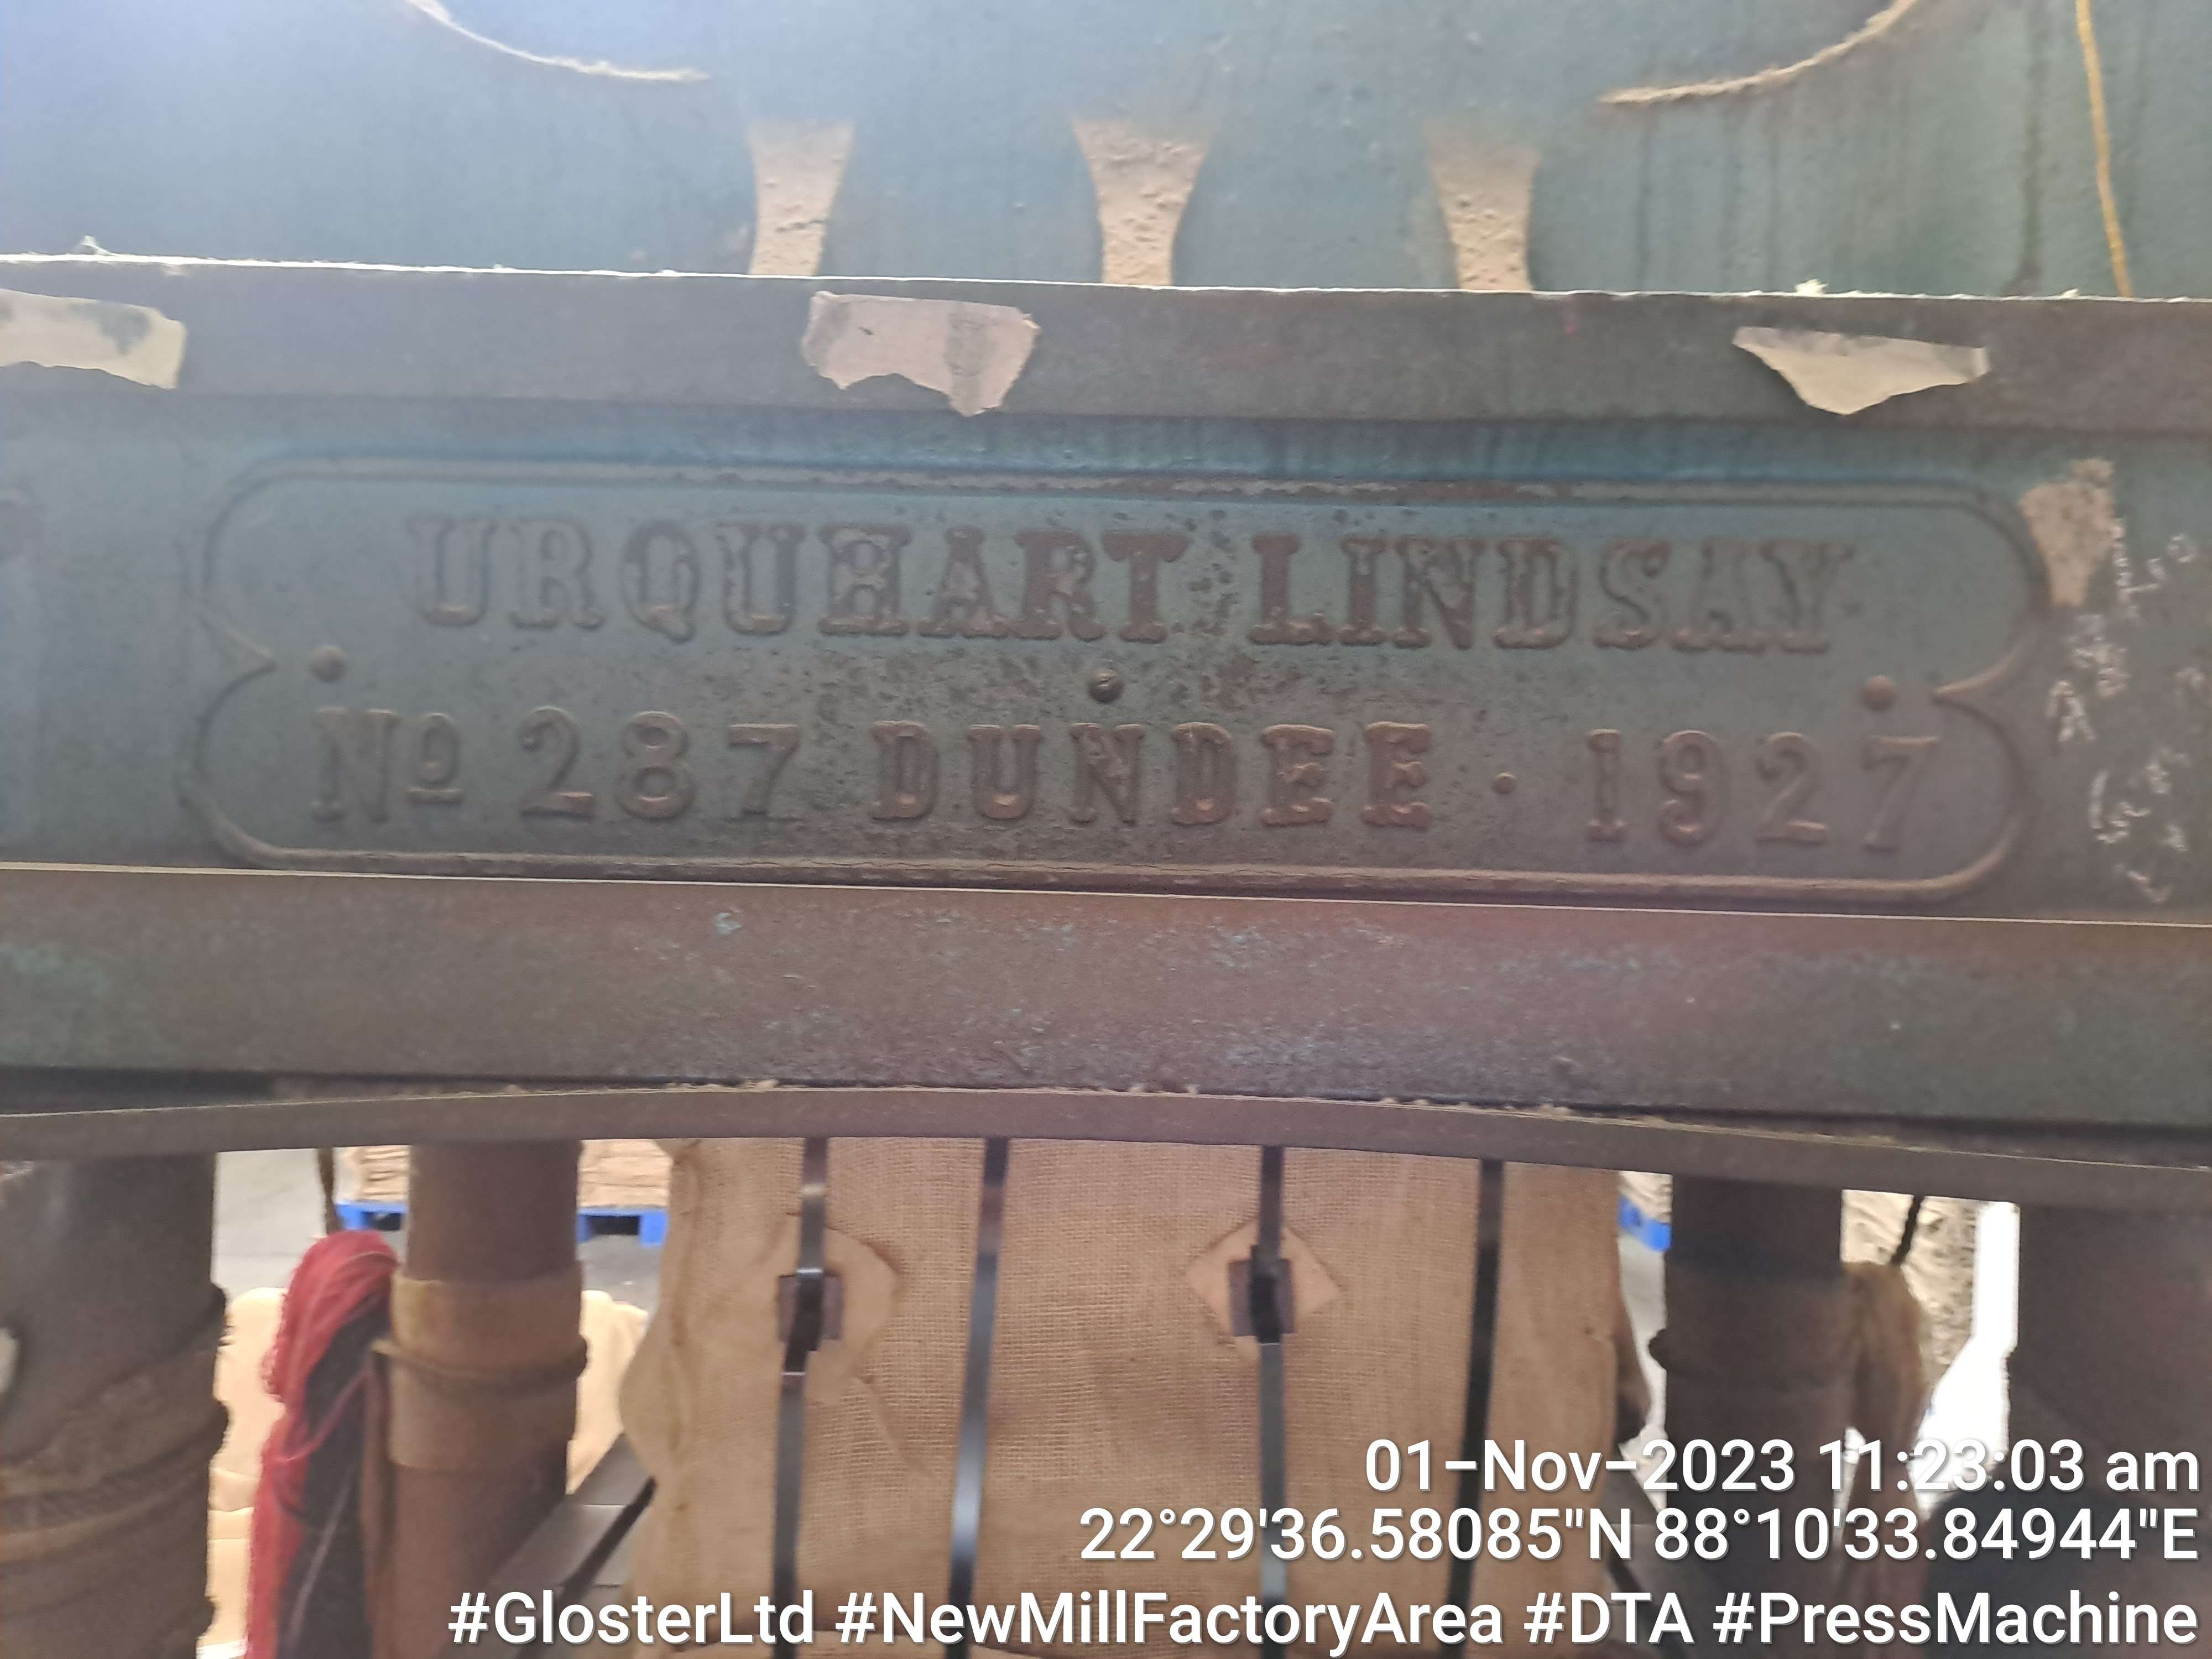 URQUHART LINDSAY
Nº 287 DUNDEE · 1927
01-Nov-2023 11:23:03 am
22°29'36.58085"N 88°10'33.84944"E
#GlosterLtd #NewMillFactoryArea #DTA #PressMachine